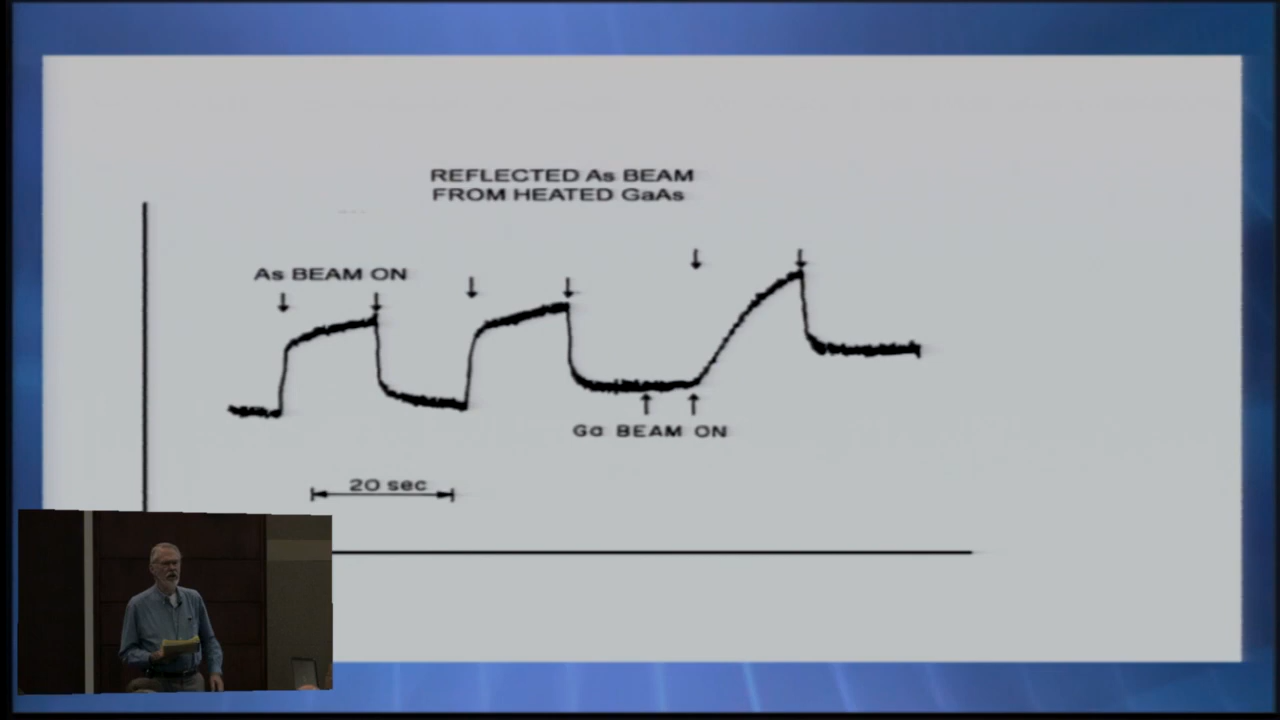 REFLECTED As BEAM
FROM HEATED GaAs
As BEAM ON
Ga BEAM ON
20 sec